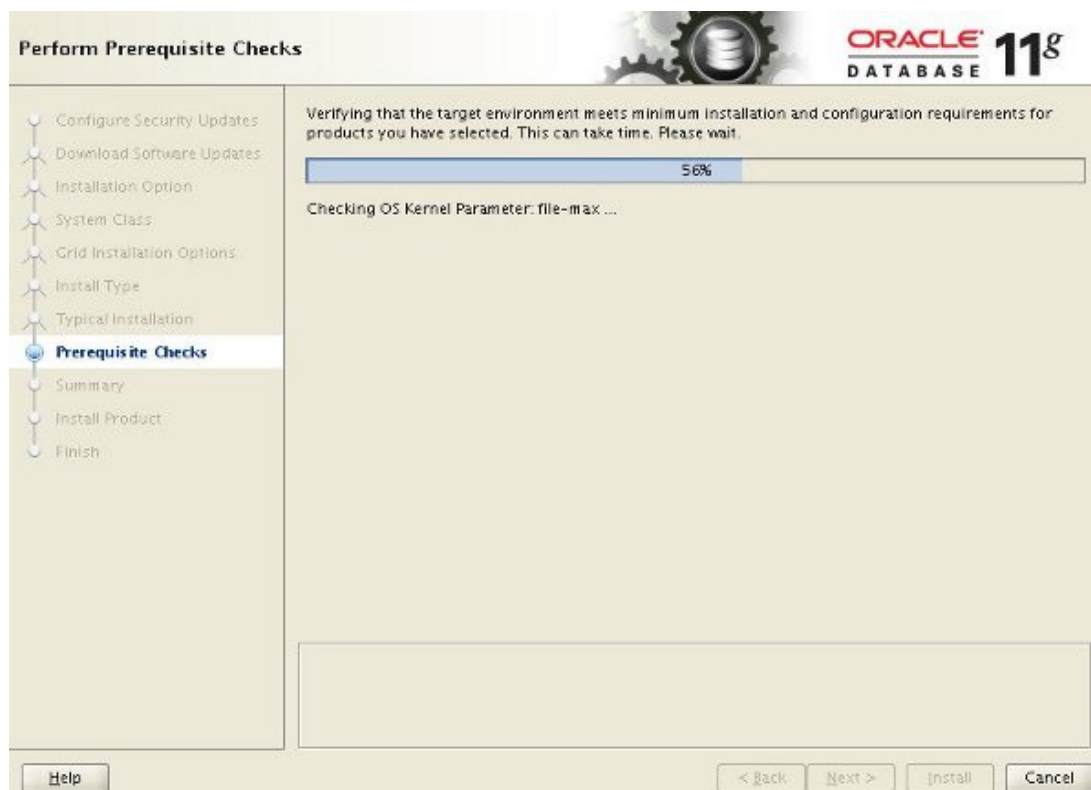 Perform Prerequisite Checks
ORACLE
DATABASE
11g
Configure Security Updates
Download Software Updates
Installation Option
System Class
Grid Installation Options
Install Type
Typical Installation
Prerequisite Checks
Summary
Install Product
Finish
Verifying that the target environment meets minimum installation and configuration requirements for
products you have selected. This can take time. Please wait.
56%
Checking OS Kernel Parameter: file-max ...
Help
< Back
Next >
Install
Cancel